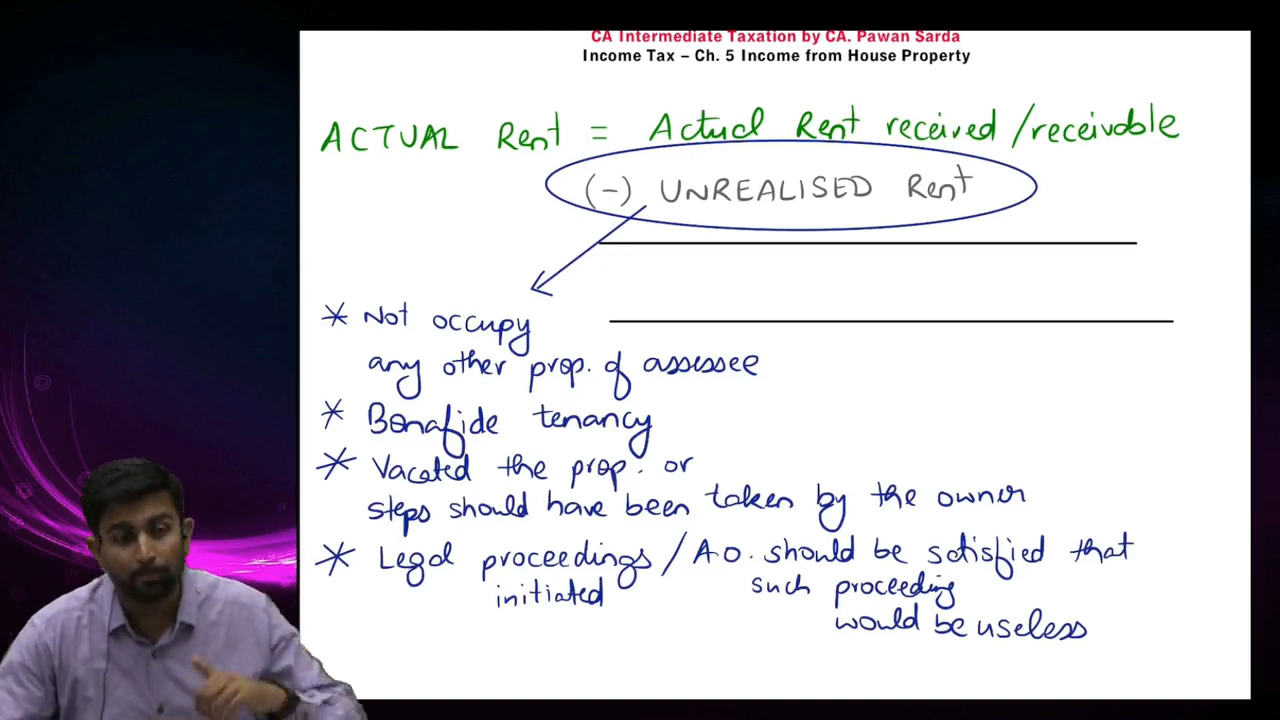 CA Intermediate Taxation by CA. Pawan Sarda
Income Tax – Ch. 5 Income from House Property
ACTUAL Rent = Actual Rent received/receivable
(-) UNREALISED Rent
* Not occupy
any other prop. of assessee
* Bonafide tenancy
* Vacated the prop. or
steps should have been taken by the owner
* Legal proceedings / A.O. should be satisfied that
initiated such proceeding
would be useless